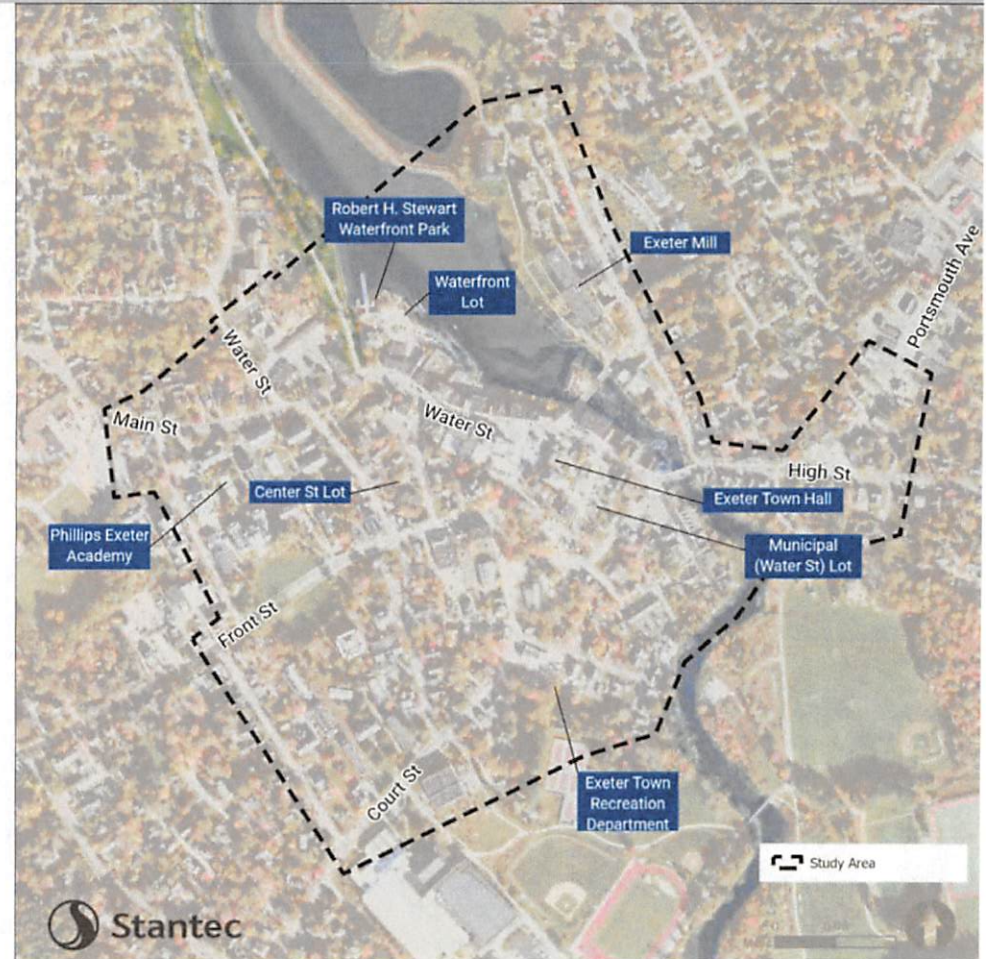 Robert H. Stewart
Waterfront Park
Exeter Mill
Waterfront
Lot
Portsmouth Ave
Water St
Main St
Water St
High St
Center St Lot
Exeter Town Hall
Phillips Exeter
Academy
Municipal
(Water St) Lot
Front St
Court St
Exeter Town
Recreation
Department
Study Area
Stantec